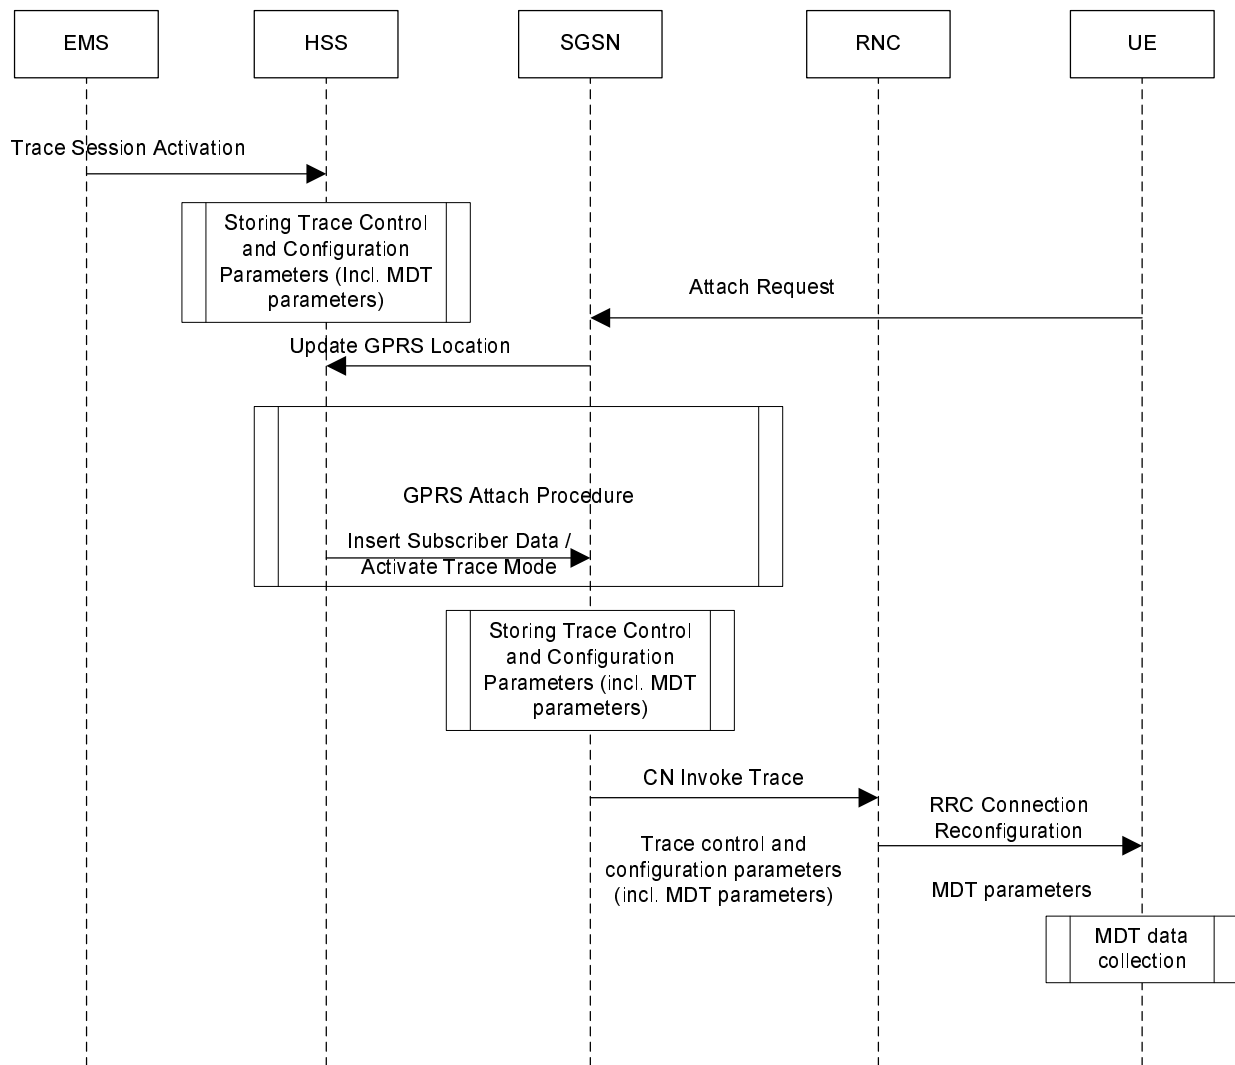 EMS
HSS
SGSN
RNC
UE
Trace Session Activation
Storing Trace Control
and Configuration
Parameters (Incl. MDT
parameters)
Attach Request
Update GPRS Location
GPRS Attach Procedure
Insert Subscriber Data /
Activate Trace Mode
Storing Trace Control
and Configuration
Parameters (incl. MDT
parameters)
CN Invoke Trace
RRC Connection
Reconfiguration
Trace control and
configuration parameters
(incl. MDT parameters)
MDT parameters
MDT data
collection